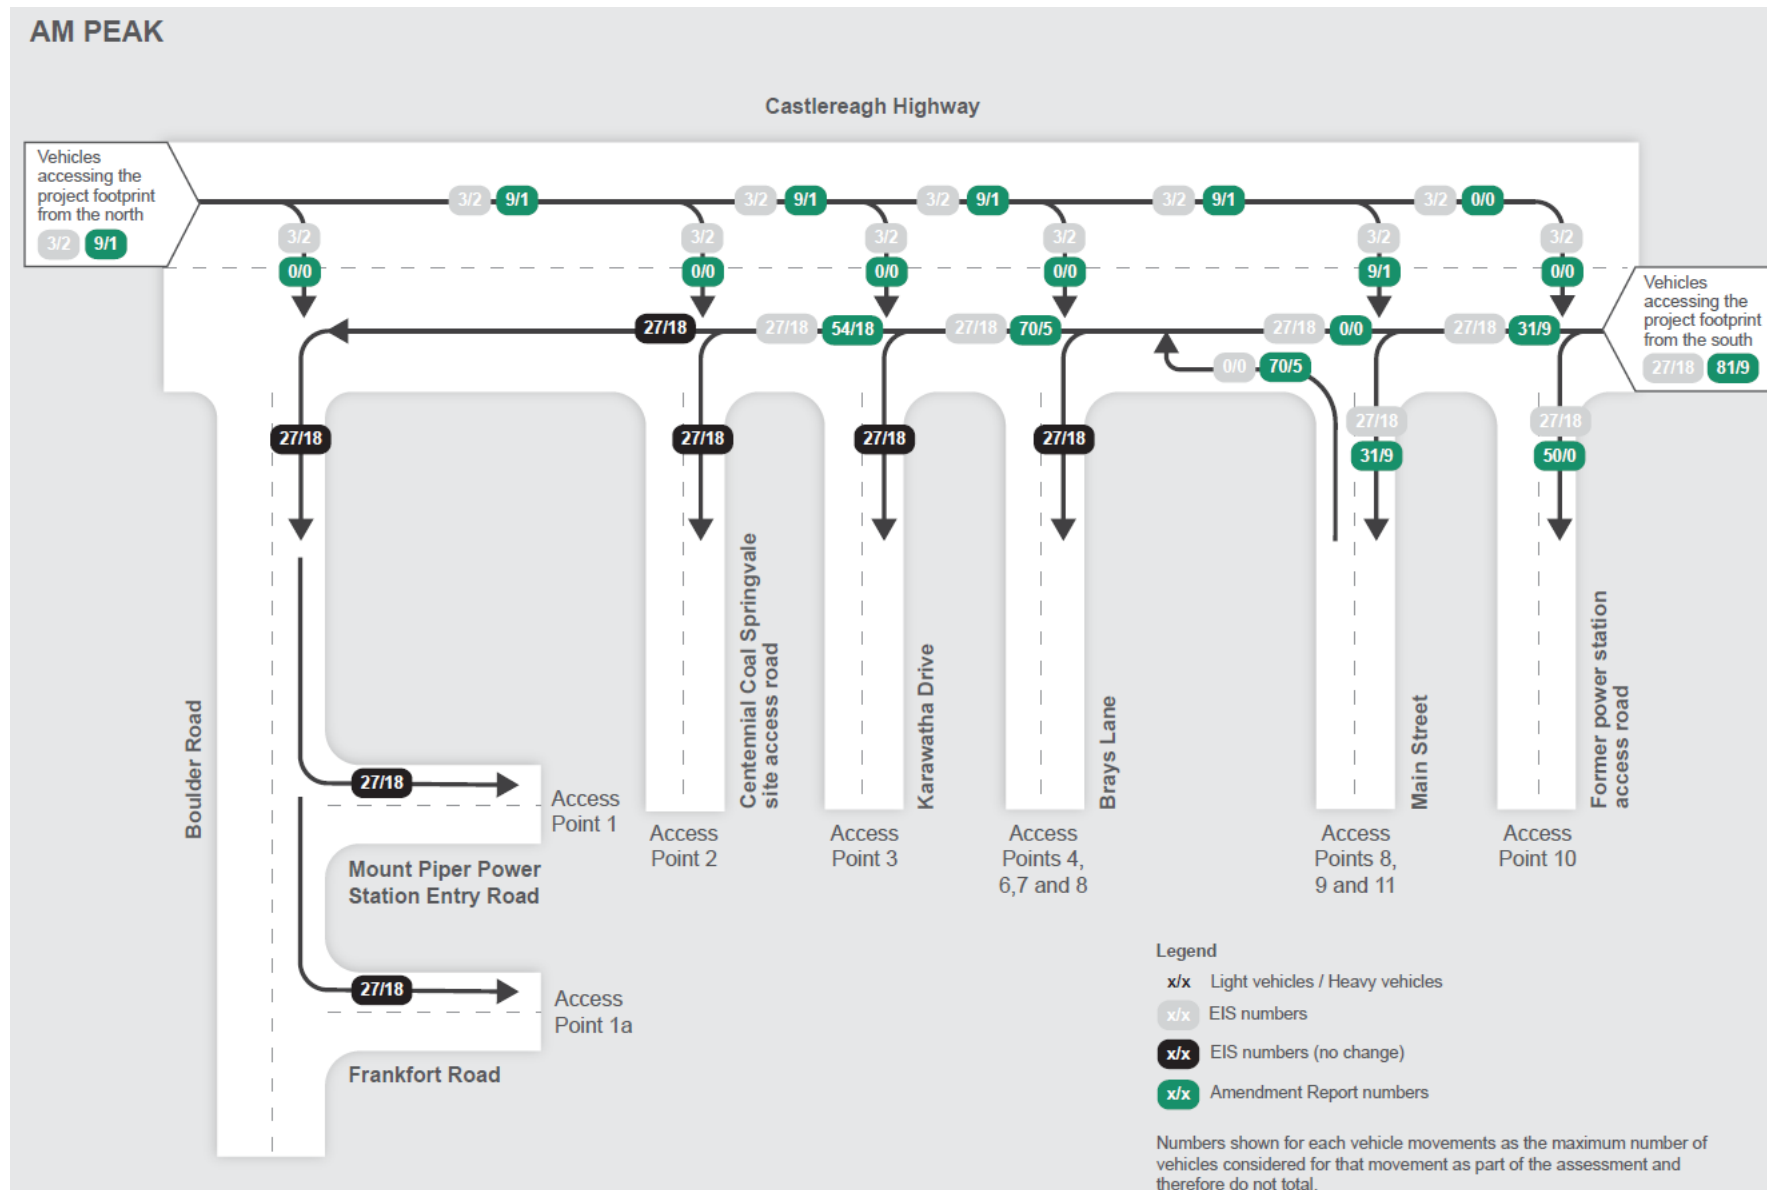 AM PEAK
Castlereagh Highway
Vehicles
accessing the
project footprint
from the north
3/2 9/1
3/2 9/1
3/2 9/1
3/2 9/1
3/2 9/1
3/2 0/0
3/2
0/0
3/2
0/0
3/2
0/0
3/2
0/0
3/2
9/1
3/2
0/0
Vehicles
accessing the
project footprint
from the south
27/18 81/9
27/18
27/18 54/18
27/18 70/5
27/18 0/0
27/18 31/9
0/0 70/5
27/18
27/18
27/18
27/18
27/18
31/9
27/18
50/0
Boulder Road
Centennial Coal Springvale
site access road
Karawatha Drive
Brays Lane
Main Street
Former power station
access road
27/18
Access
Point 1
Mount Piper Power
Station Entry Road
27/18
Access
Point 1a
Frankfort Road
Access
Point 2
Access
Point 3
Access
Points 4,
6,7 and 8
Access
Points 8,
9 and 11
Access
Point 10
Legend
x/x Light vehicles / Heavy vehicles
x/x EIS numbers
x/x EIS numbers (no change)
x/x Amendment Report numbers
Numbers shown for each vehicle movements as the maximum number of
vehicles considered for that movement as part of the assessment and
therefore do not total.